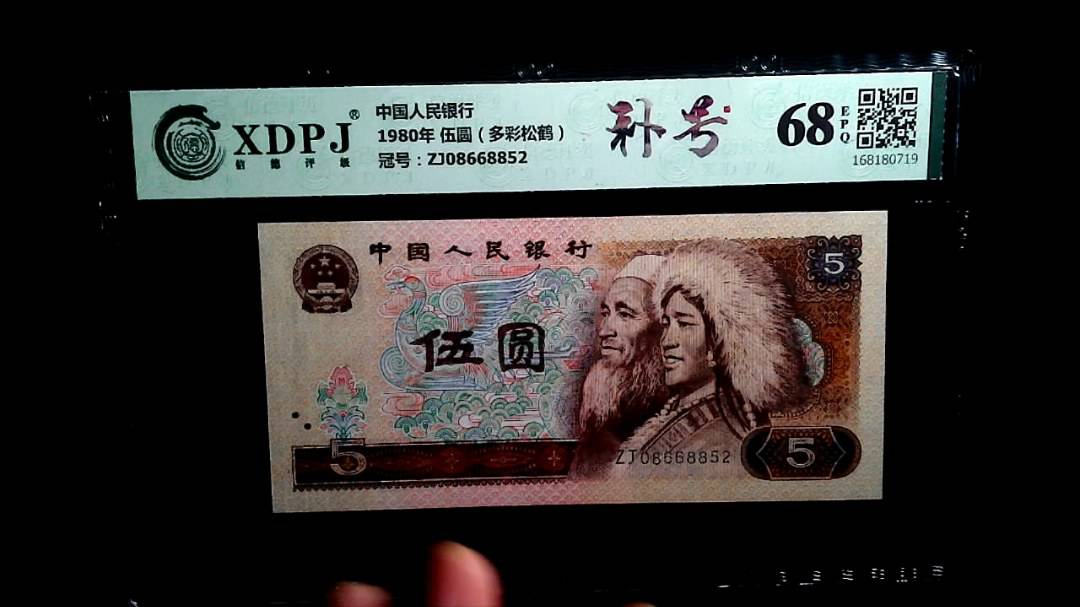 XDPJ®
信德评级
中国人民银行
1980年 伍圆（多彩松鹤）
冠号：ZJ08668852
补号
68
EPQ
168180719
中国人民银行
5
伍圆
5
ZJ08668852
5